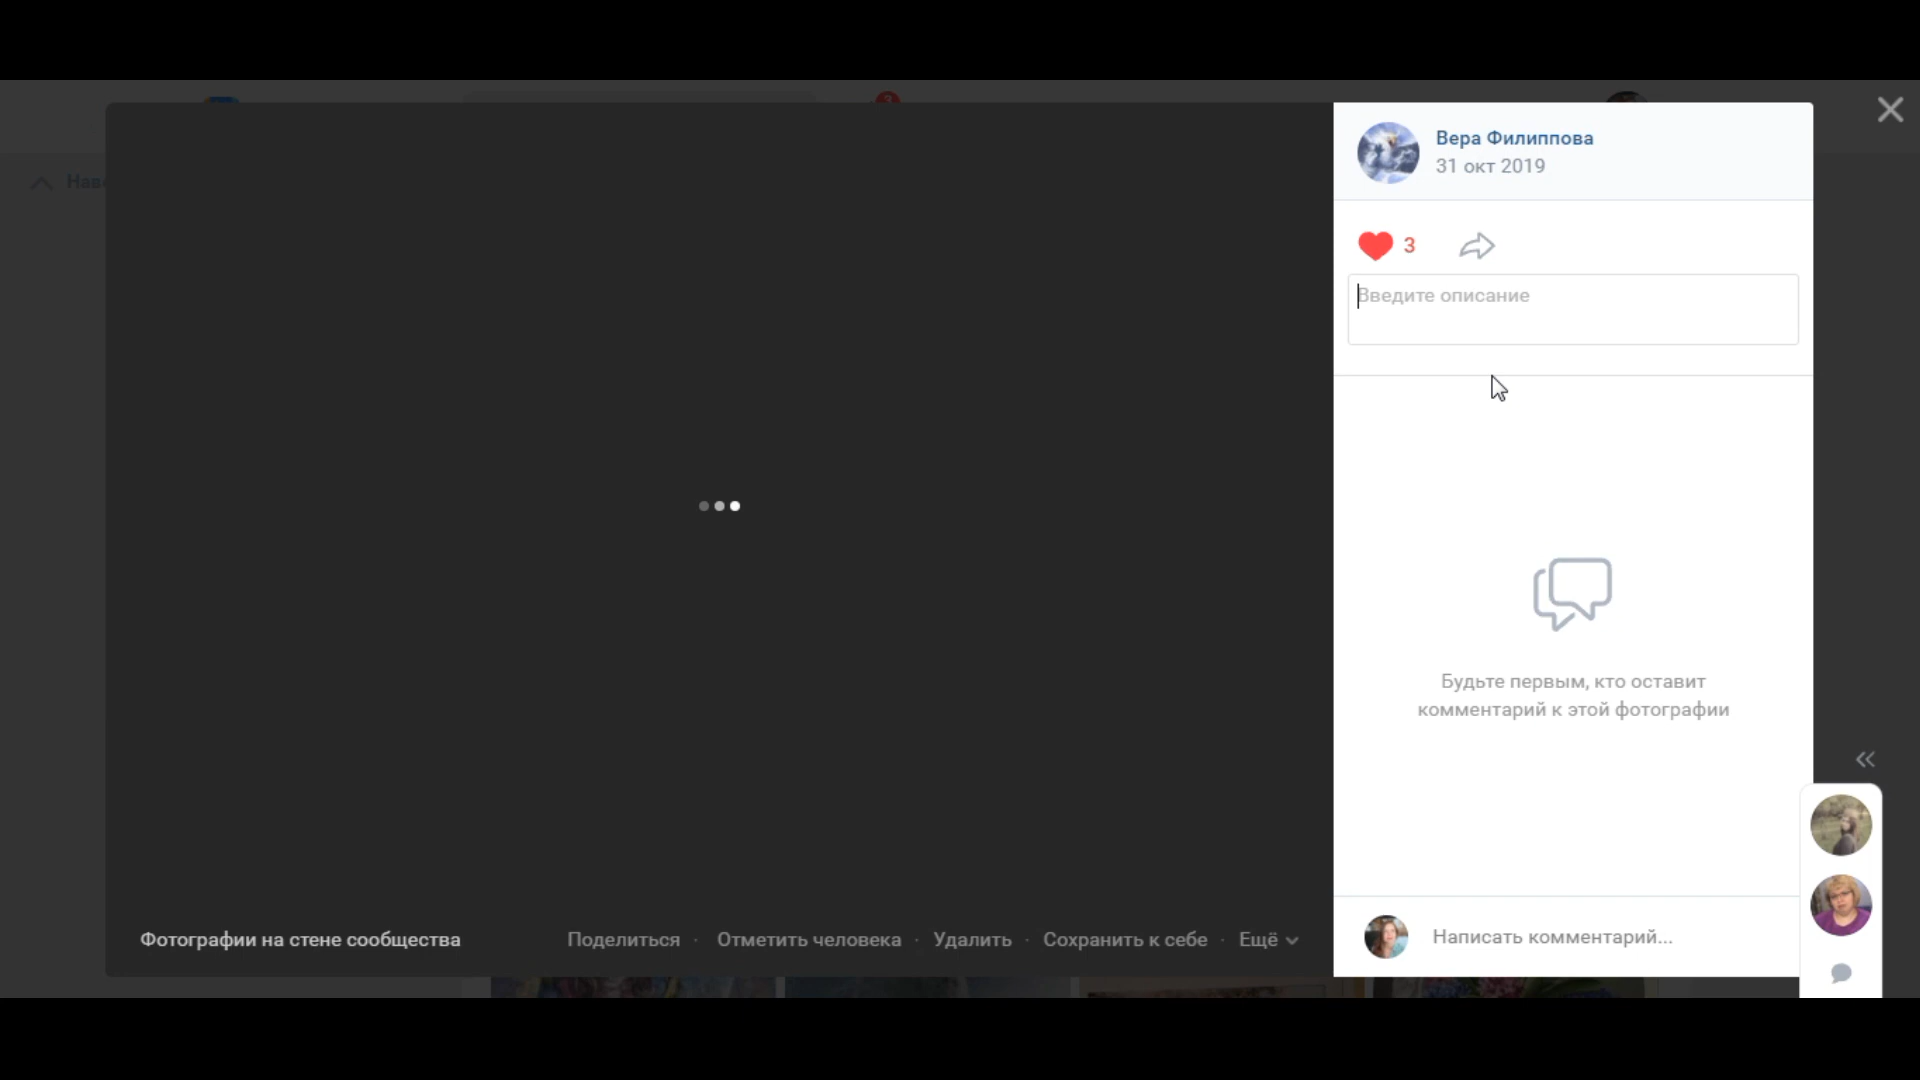 3
Вера Филиппова
31 окт 2019
3
Введите описание
Будьте первым, кто оставит
комментарий к этой фотографии
Фотографии на стене сообщества
Поделиться · Отметить человека · Удалить · Сохранить к себе · Ещё
Написать комментарий...